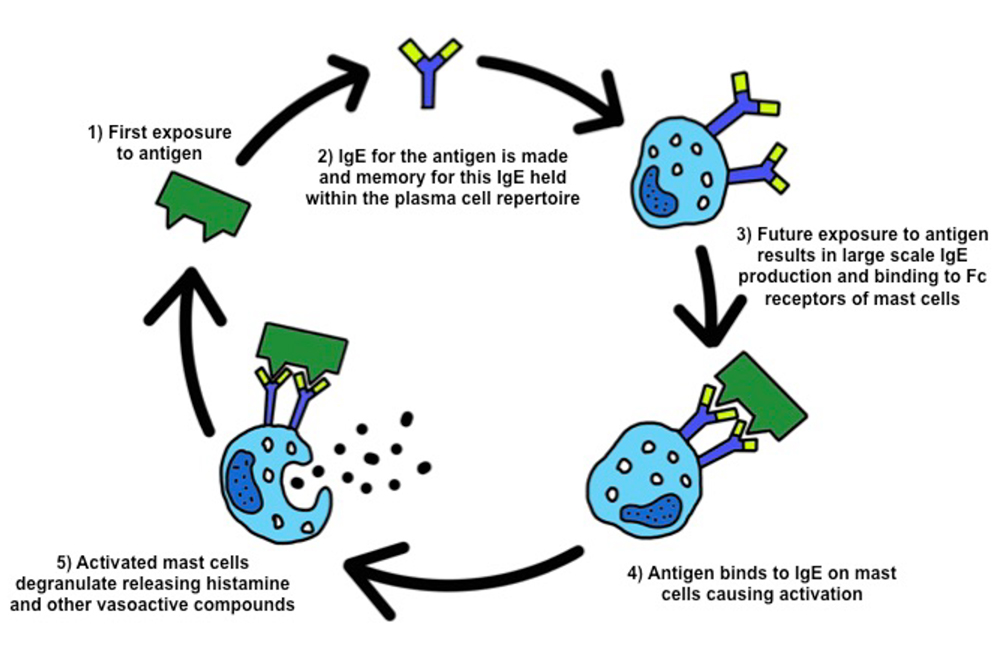 1) First exposure
to antigen
2) IgE for the antigen is made
and memory for this IgE held
within the plasma cell repertoire
3) Future exposure to antigen
results in large scale IgE
production and binding to Fc
receptors of mast cells
4) Antigen binds to IgE on mast
cells causing activation
5) Activated mast cells
degranulate releasing histamine
and other vasoactive compounds